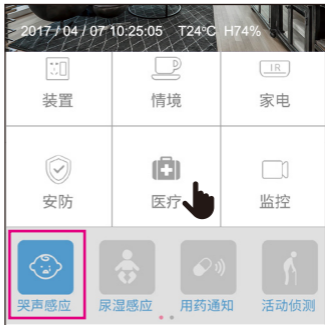 2017 / 04 / 07 10:25:05 T24°C H74%
IR
装置 情境 家电
安防 医疗 监控
哭声感应 尿湿感应 用药通知 活动侦测